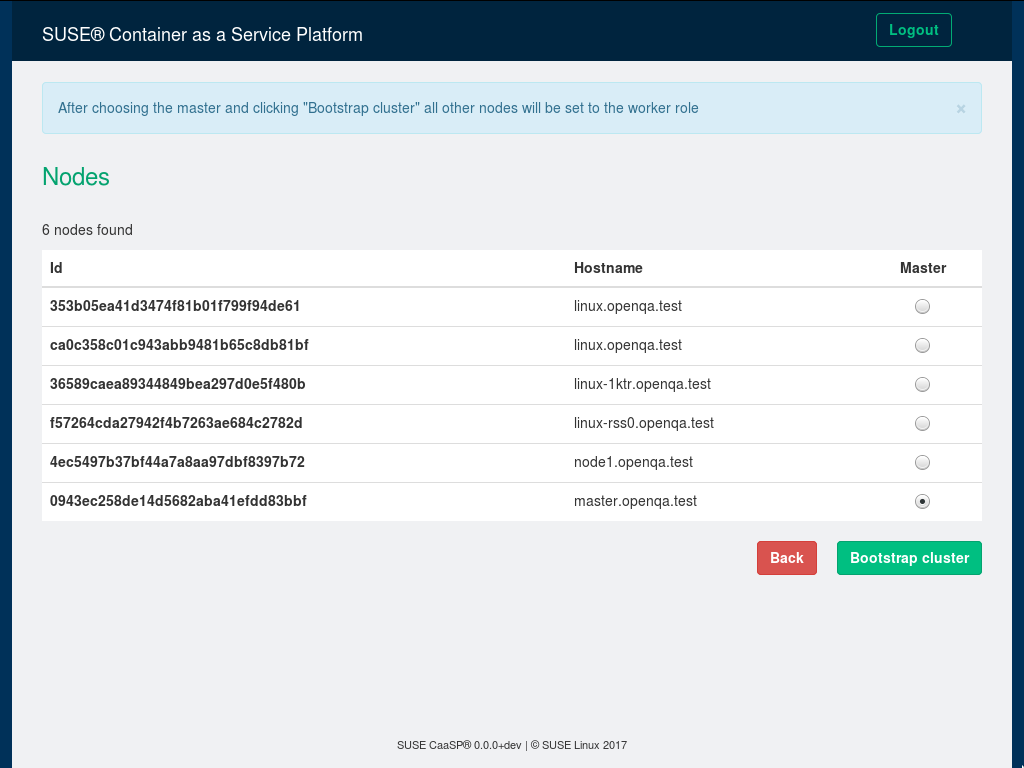 SUSE® Container as a Service Platform
Logout
After choosing the master and clicking "Bootstrap cluster" all other nodes will be set to the worker role ×
Nodes
6 nodes found
Id Hostname Master
353b05ea41d3474f81b01f799f94de61 linux.openqa.test
ca0c358c01c943abb9481b65c8db81bf linux.openqa.test
36589caea89344849bea297d0e5f480b linux-1ktr.openqa.test
f57264cda27942f4b7263ae684c2782d linux-rss0.openqa.test
4ec5497b37bf44a7a8aa97dbf8397b72 node1.openqa.test
0943ec258de14d5682aba41efdd83bbf master.openqa.test
Back Bootstrap cluster
SUSE CaaSP® 0.0.0+dev | © SUSE Linux 2017